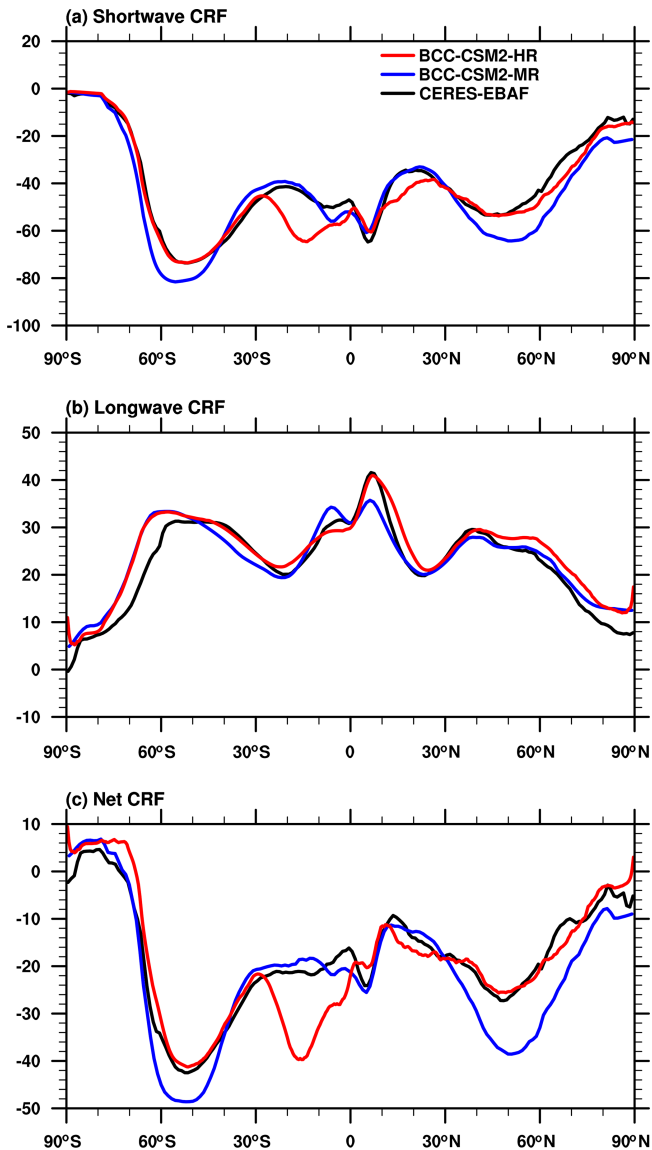 (a) Shortwave CRF
20
BCC-CSM2-HR
0
BCC-CSM2-MR
CERES-EBAF
-20
-40
-60
-80
-100
90°S 60°S 30°S 0 30°N 60°N 90°N
(b) Longwave CRF
50
40
30
20
10
0
-10
90°S 60°S 30°S 0 30°N 60°N 90°N
(c) Net CRF
10
0
-10
-20
-30
-40
-50
90°S 60°S 30°S 0 30°N 60°N 90°N